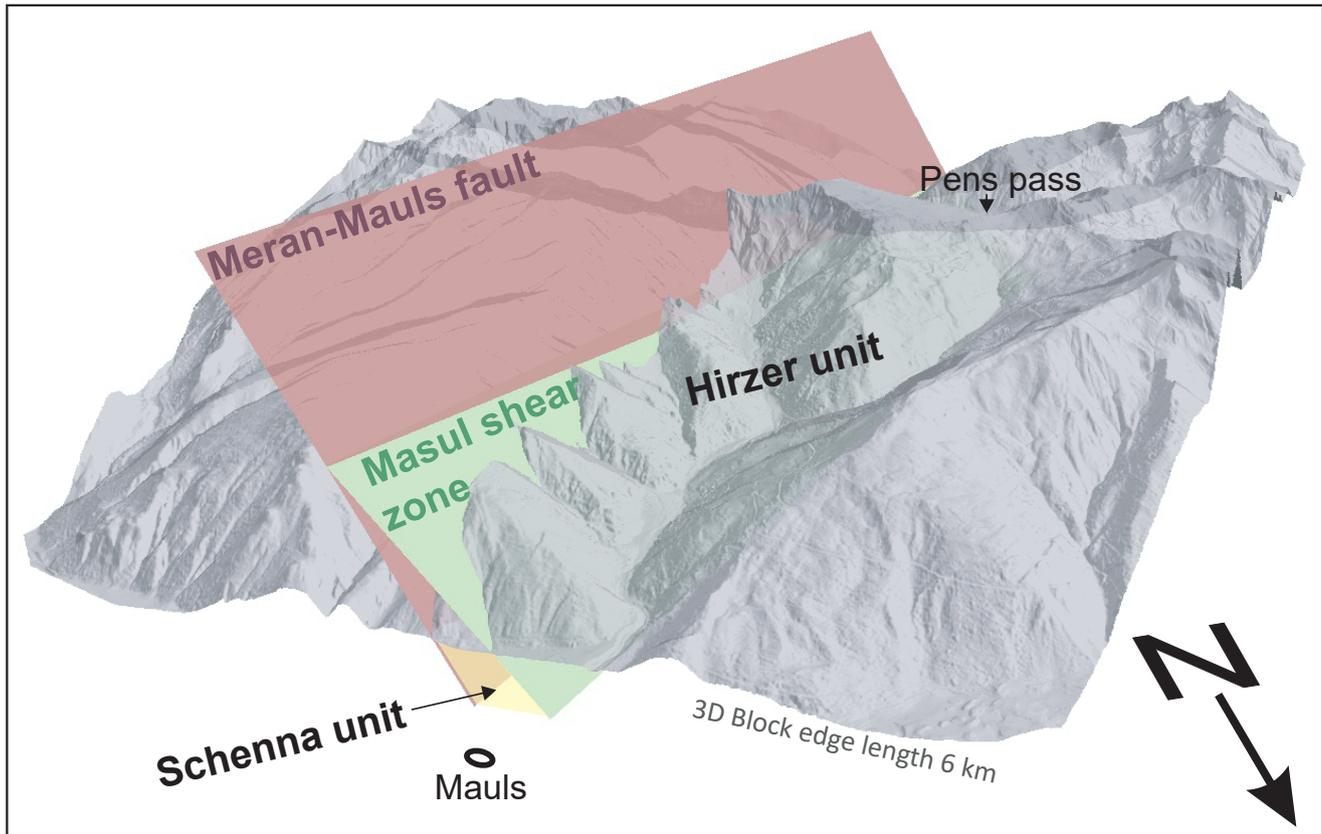 Pens pass
Meran-Mauls fault
Hirzer unit
Masul shear
zone
N
Schenna unit
3D Block edge length 6 km
Mauls